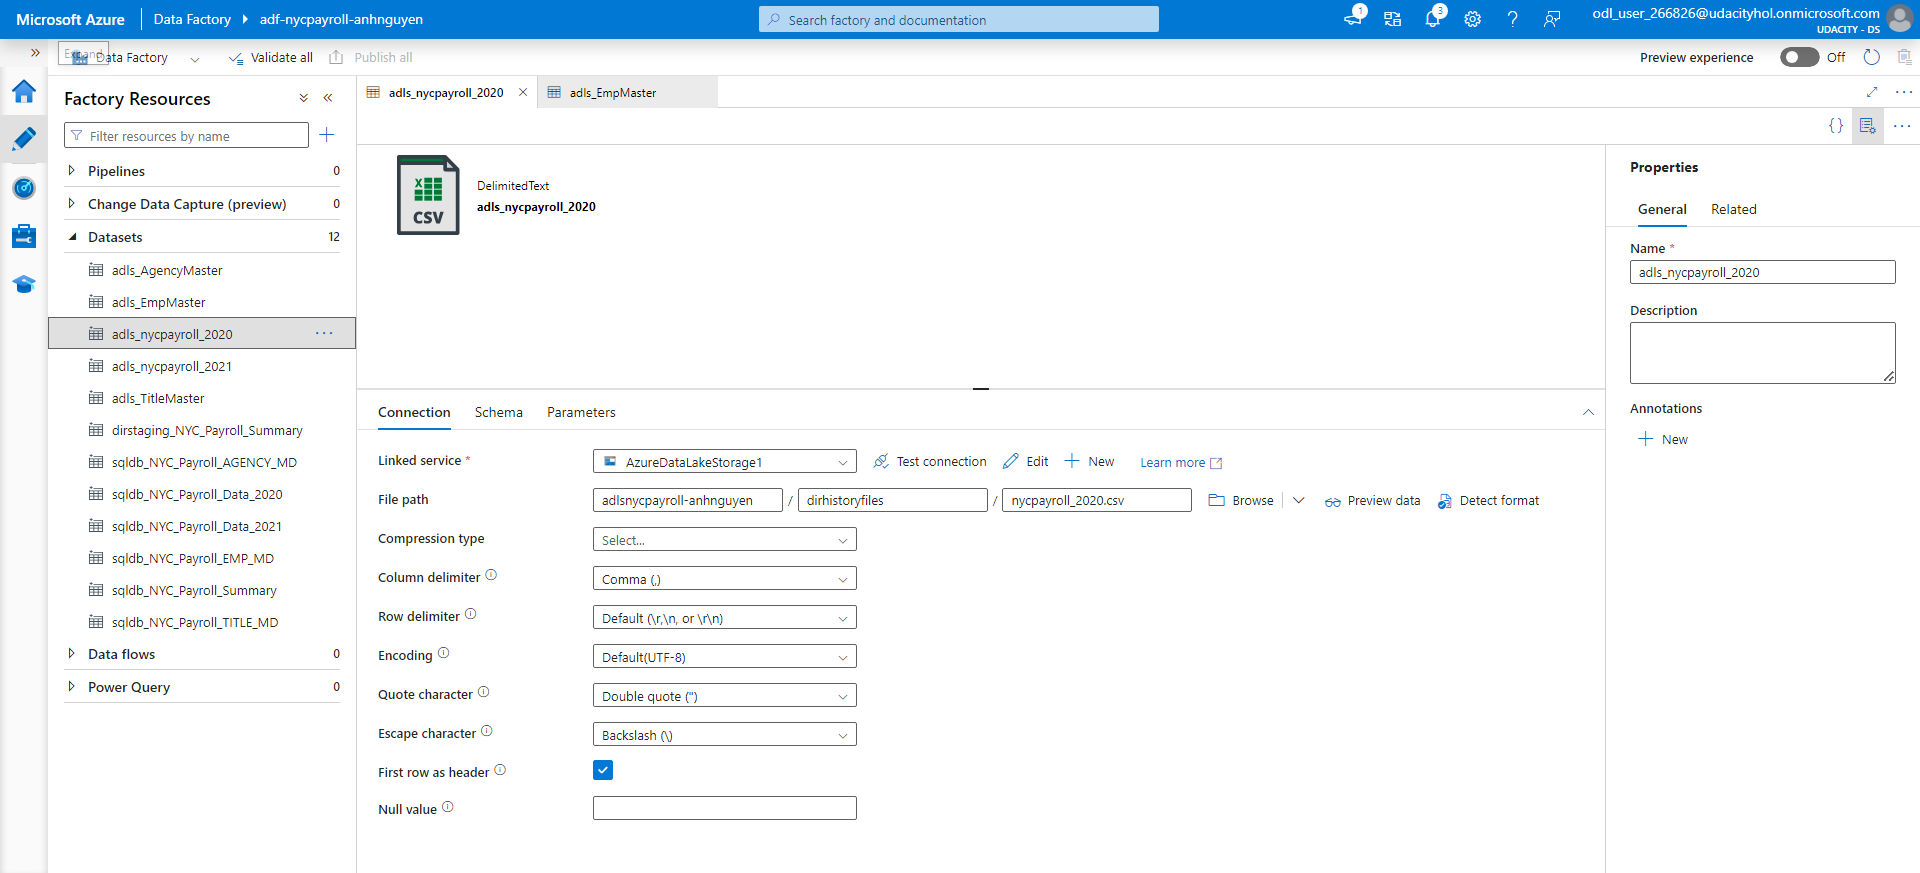 Microsoft Azure
Data Factory
adf-nycpayroll-anhnguyen
Search factory and documentation
1
3
odl_user_266826@udacityhol.onmicrosoft.com
UDACITY - DS
Expand
Data Factory
Validate all
Publish all
Preview experience
Off
Factory Resources
Filter resources by name
Pipelines 0
Change Data Capture (preview) 0
Datasets 12
adls_AgencyMaster
adls_EmpMaster
adls_nycpayroll_2020
adls_nycpayroll_2021
adls_TitleMaster
dirstaging_NYC_Payroll_Summary
sqldb_NYC_Payroll_AGENCY_MD
sqldb_NYC_Payroll_Data_2020
sqldb_NYC_Payroll_Data_2021
sqldb_NYC_Payroll_EMP_MD
sqldb_NYC_Payroll_Summary
sqldb_NYC_Payroll_TITLE_MD
Data flows 0
Power Query 0
adls_nycpayroll_2020
adls_EmpMaster
CSV
DelimitedText
adls_nycpayroll_2020
Connection
Schema
Parameters
Linked service *
AzureDataLakeStorage1
Test connection
Edit
New
Learn more
File path
adlsnycpayroll-anhnguyen / dirhistoryfiles / nycpayroll_2020.csv
Browse
Preview data
Detect format
Compression type
Select...
Column delimiter
Comma (,)
Row delimiter
Default (\r,\n, or \r\n)
Encoding
Default(UTF-8)
Quote character
Double quote (")
Escape character
Backslash (\)
First row as header
Null value
Properties
General
Related
Name *
adls_nycpayroll_2020
Description
Annotations
New